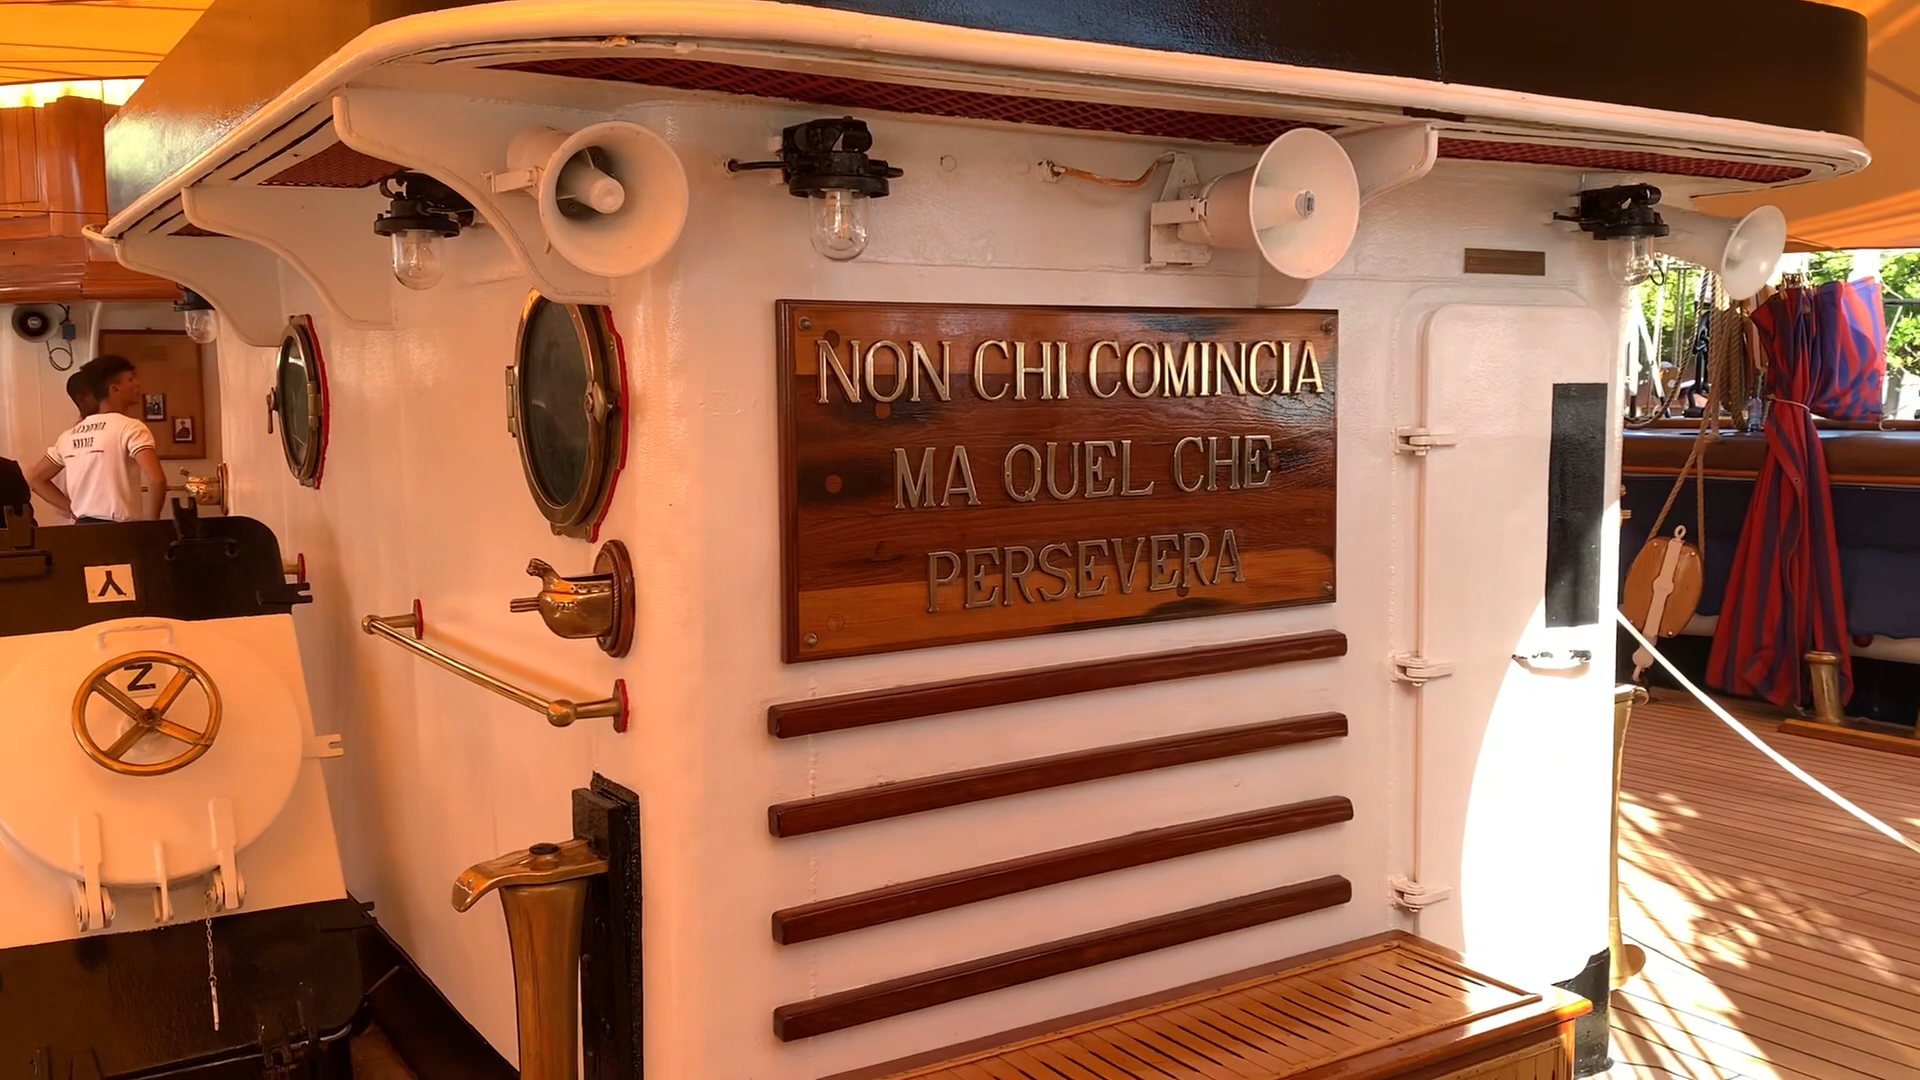 NON CHI COMINCIA
MA QUEL CHE
PERSEVERA
Y
Z